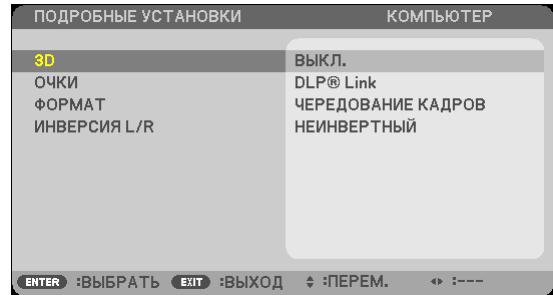 ПОДРОБНЫЕ УСТАНОВКИ КОМПЬЮТЕР
3D ВЫКЛ.
ОЧКИ DLP® Link
ФОРМАТ ЧЕРЕДОВАНИЕ КАДРОВ
ИНВЕРСИЯ L/R НЕИНВЕРТНЫЙ
ENTER :ВЫБРАТЬ EXIT :ВЫХОД :ПЕРЕМ. :---